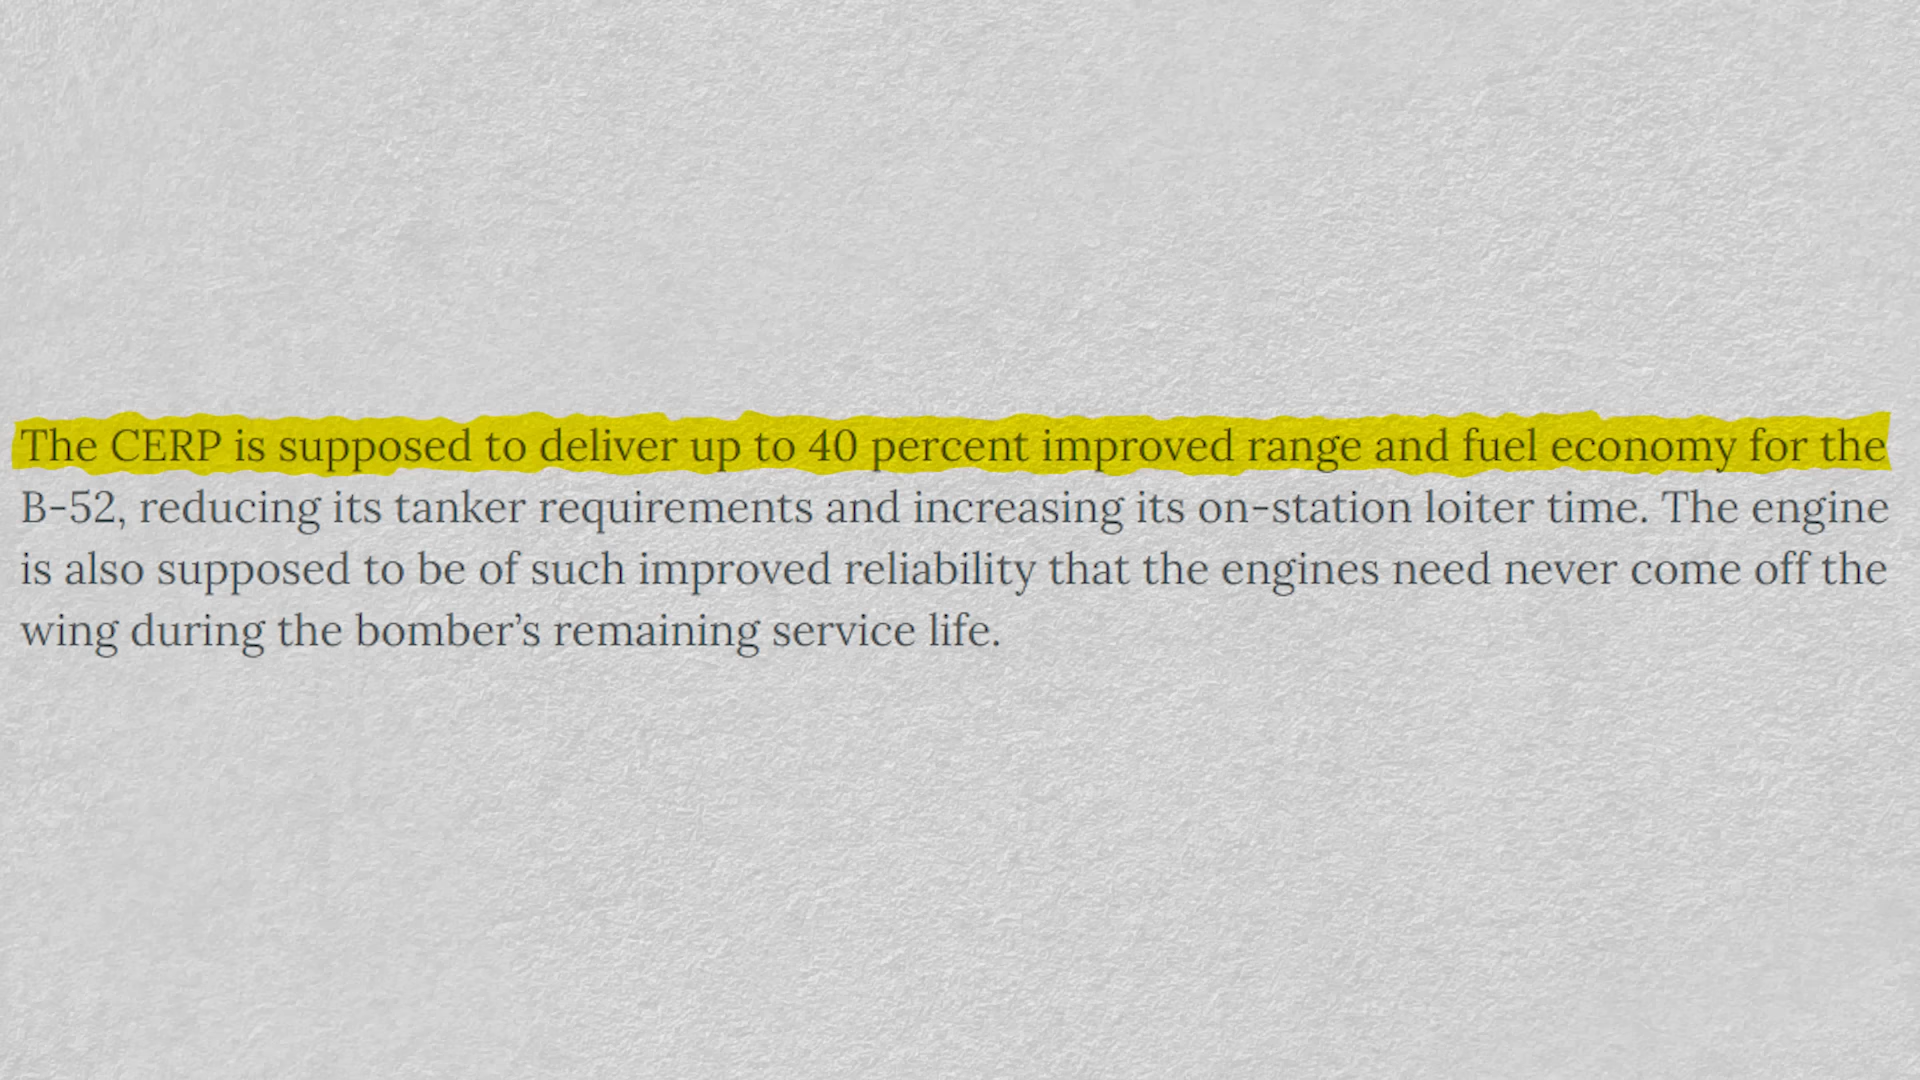 The CERP is supposed to deliver up to 40 percent improved range and fuel economy for the
B-52, reducing its tanker requirements and increasing its on-station loiter time. The engine
is also supposed to be of such improved reliability that the engines need never come off the
wing during the bomber’s remaining service life.